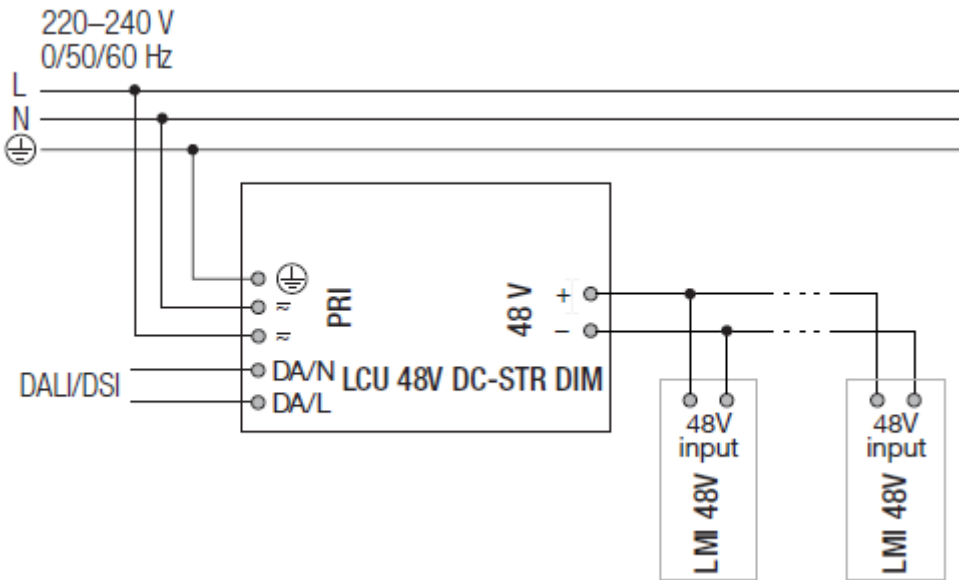 220–240 V
0/50/60 Hz
L
N
PRI
48 V
+
−
≂
≂
DA/N
LCU 48V DC-STR DIM
DALI/DSI
DA/L
48V
input
LMI 48V
48V
input
LMI 48V